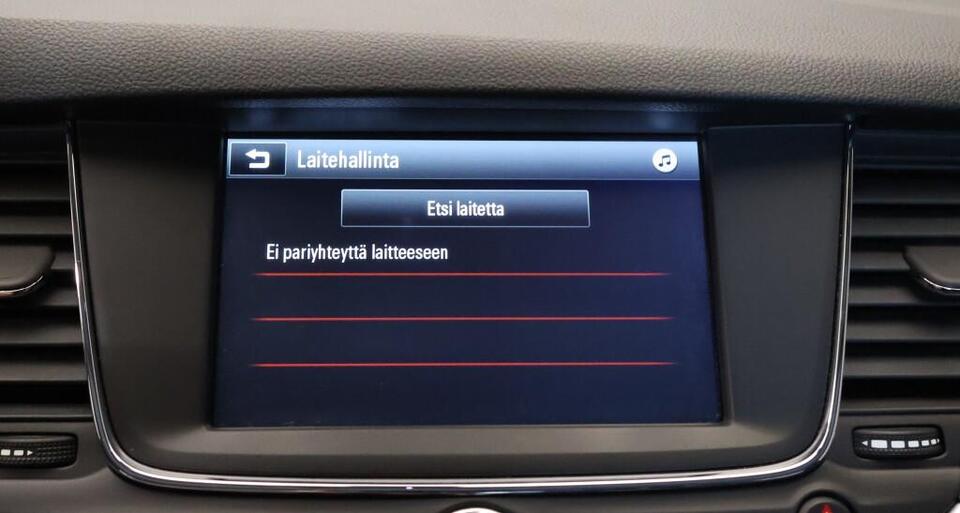 Laitehallinta
Etsi laitetta
Ei pariyhteyttä laitteeseen